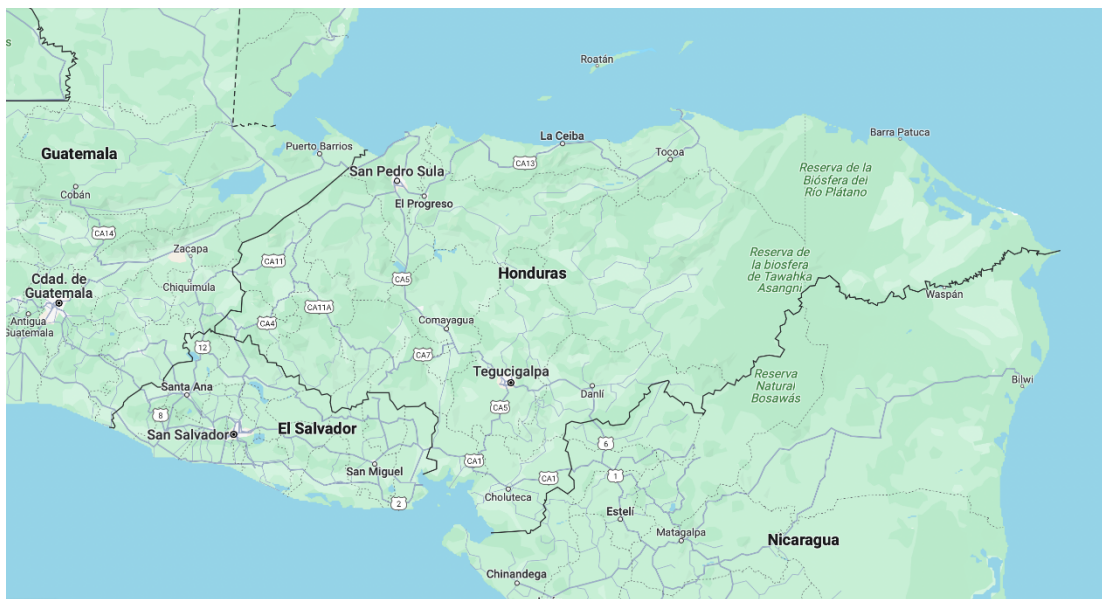 Roatán
Barra Patuca
La Ceiba
Puerto Barrios
Tocoa
Guatemala
CA13
San Pedro Sula
Reserva de la
Biósfera del
Río Plátano
Cobán
El Progreso
CA14
Zacapa
Reserva de
la biosfera
de Tawahka
Asangni
CA11
Honduras
Cdad. de
Guatemala
CA5
Chiquimula
Waspán
CA11A
Antigua
Guatemala
CA4
Comayagua
12
CA7
Tegucigalpa
Reserva
Natural
Bosawás
Bilwi
Santa Ana
Danlí
CA5
8
El Salvador
San Salvador
6
CA1
San Miguel
1
CA1
Choluteca
2
Estelí
Matagalpa
Nicaragua
Chinandega